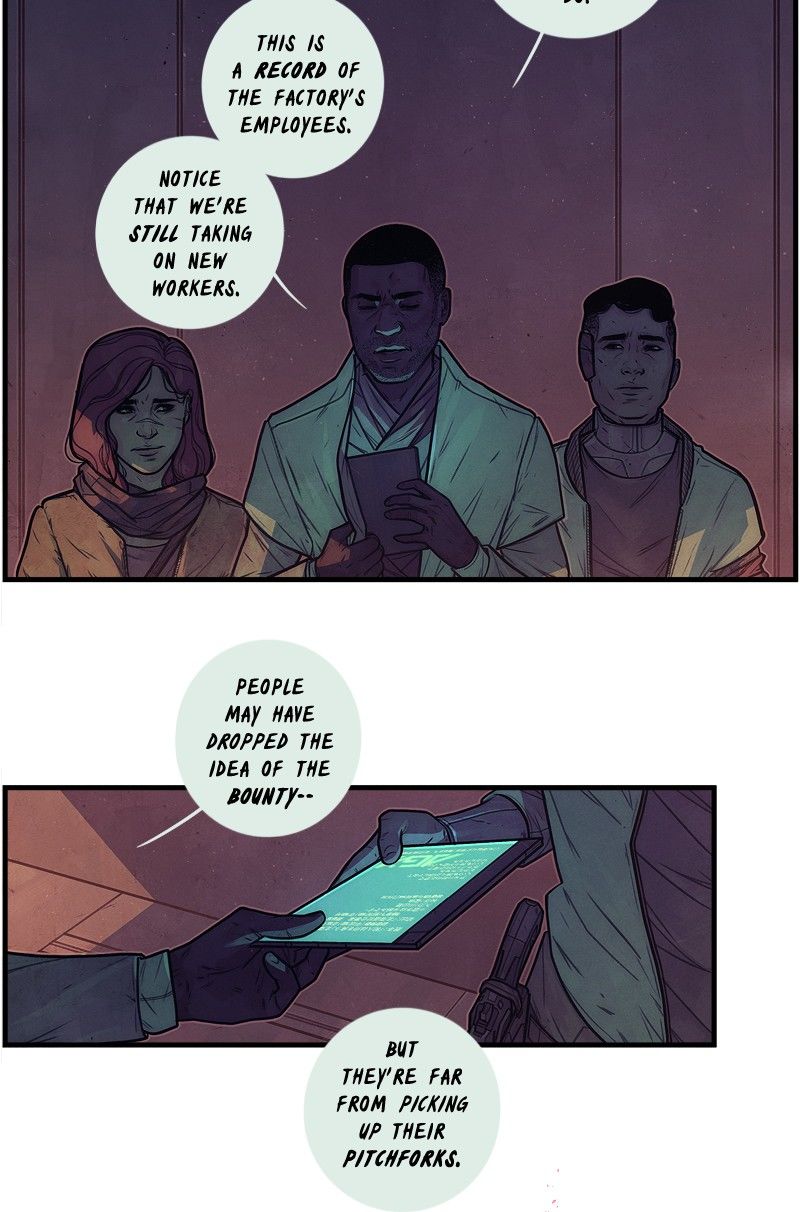 THIS IS
A RECORD OF
THE FACTORY'S
EMPLOYEES.
NOTICE
THAT WE'RE
STILL TAKING
ON NEW
WORKERS.
PEOPLE
MAY HAVE
DROPPED THE
IDEA OF THE
BOUNTY--
BUT
THEY'RE FAR
FROM PICKING
UP THEIR
PITCHFORKS.